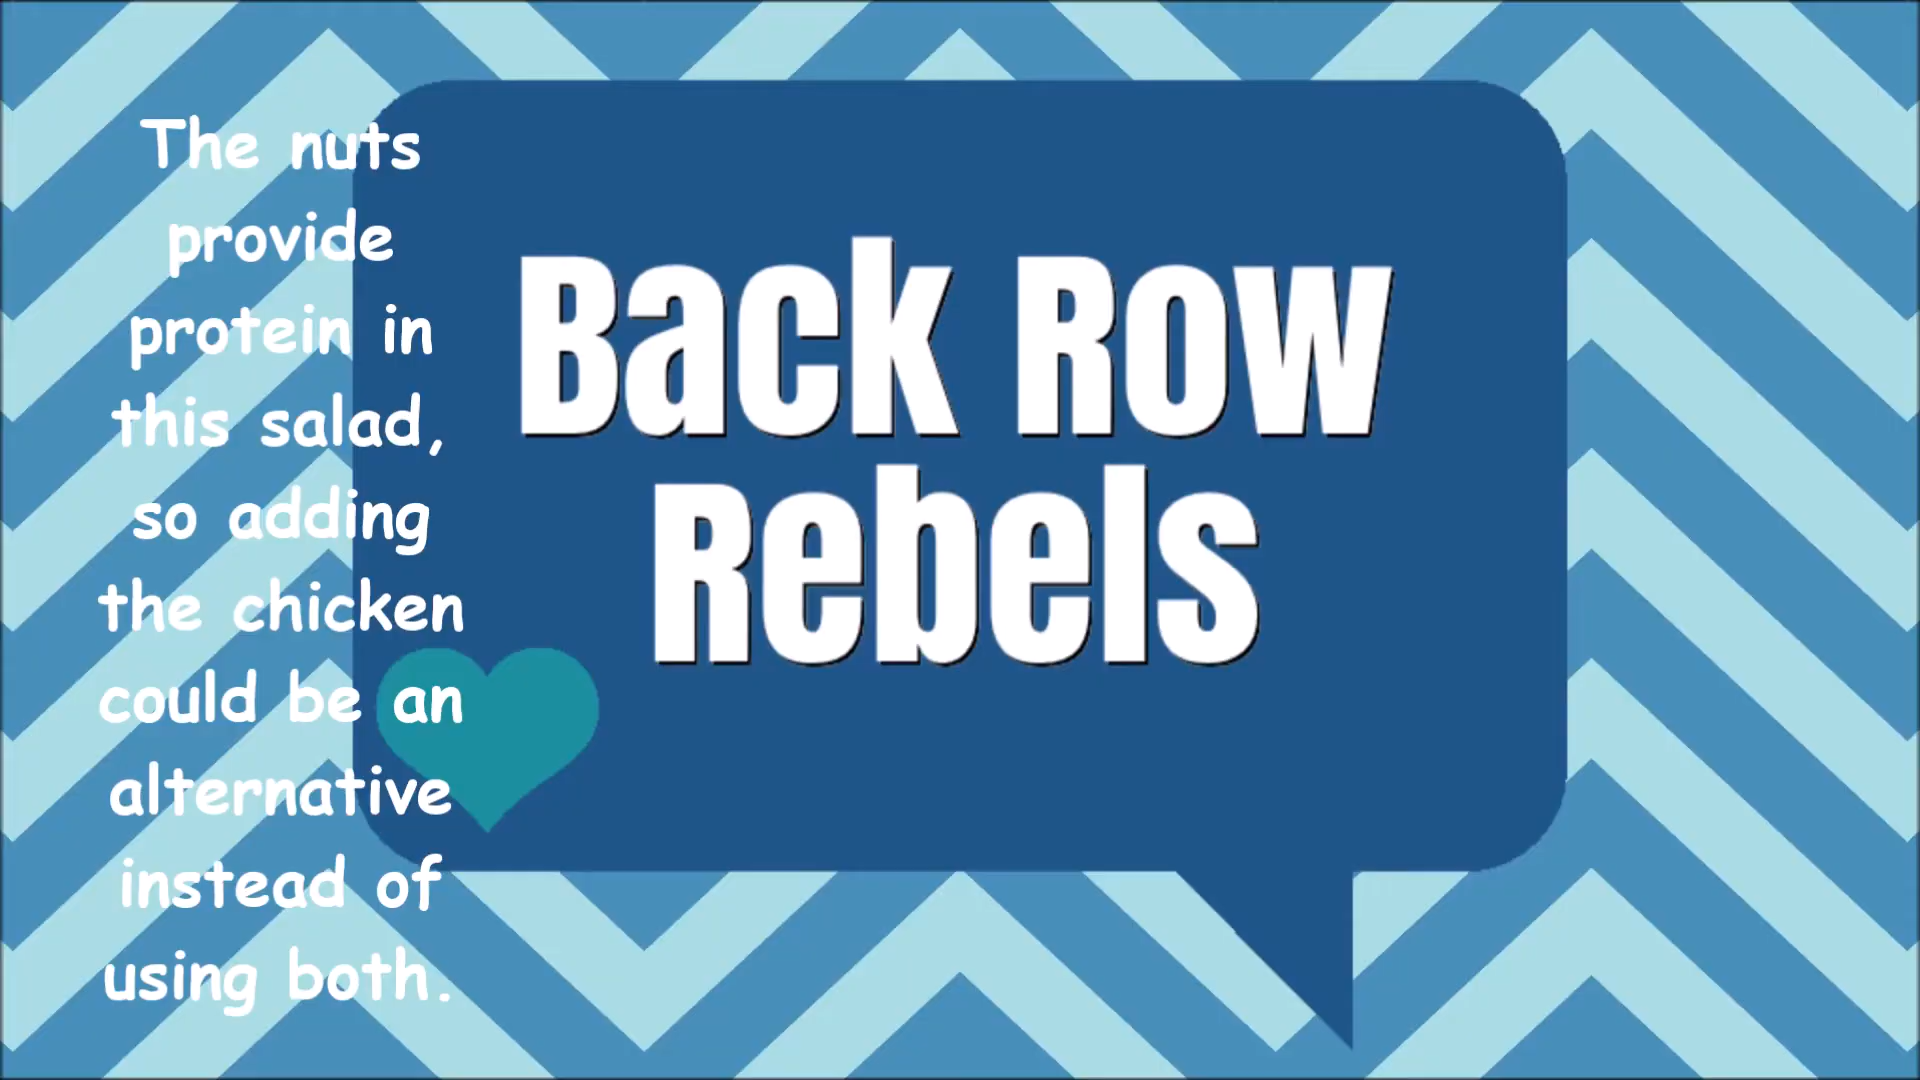 The nuts
provide
protein in
this salad,
so adding
the chicken
could be an
alternative
instead of
using both.
Back Row
Rebels